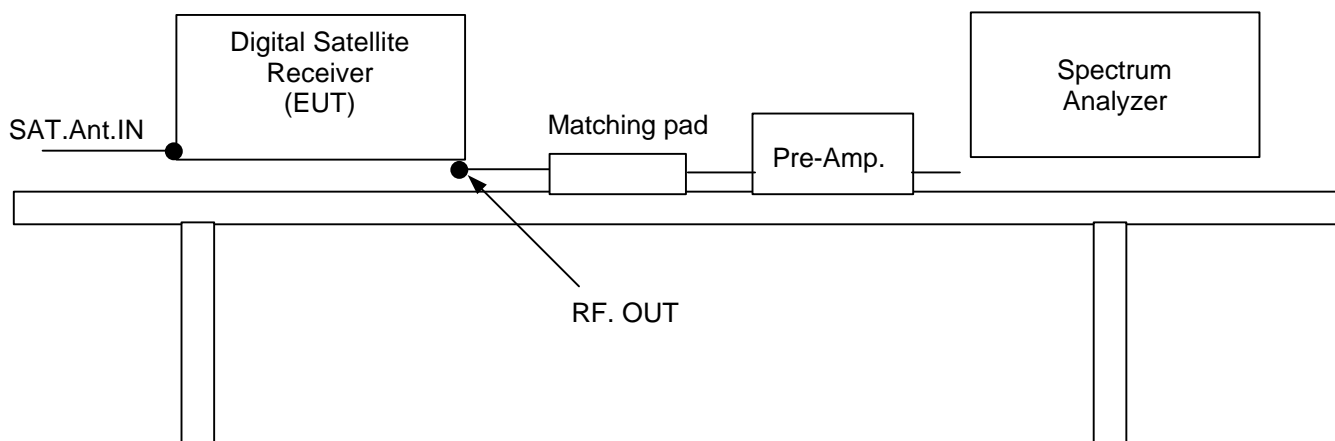 Digital Satellite
Receiver
(EUT)
Spectrum
Analyzer
SAT.Ant.IN
Matching pad
Pre-Amp.
RF. OUT